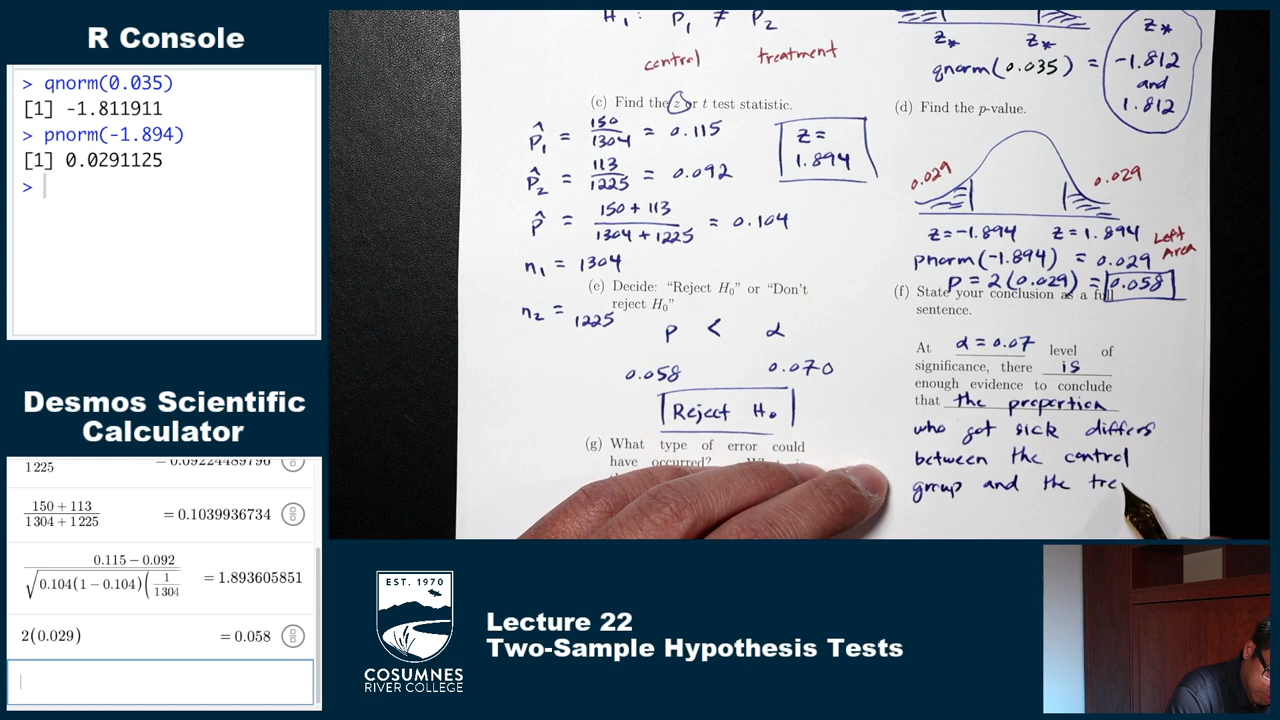 R Console
> qnorm(0.035)
[1] -1.811911
> pnorm(-1.894)
[1] 0.0291125
>
Desmos Scientific
Calculator
1225
= 0.09224489796
150 + 113
1304 + 1225
= 0.1039936734
0.115 − 0.092
√0.104(1 − 0.104)(1
1304
= 1.893605851
2(0.029)
= 0.058
H₁: P₁ ≠ P₂
control treatment
(c) Find the z or t test statistic.
p̂₁ = 150/1304 = 0.115
p̂₂ = 113/1225 = 0.092
p̂ = 150 + 113 / 1304 + 1225 = 0.104
n₁ = 1304
n₂ = 1225
z =
1.894
(e) Decide: “Reject H₀” or “Don’t
reject H₀”
p < α
0.058 0.070
Reject H₀
(g) What type of error could
have occurred?
z* z*
qnorm(0.035) =
z*
-1.812
and
1.812
(d) Find the p-value.
0.029 0.029
z = -1.894 z = 1.894
Left
Area
pnorm(-1.894) = 0.029
p = 2(0.029) = 0.058
(f) State your conclusion as a full
sentence.
At α = 0.07 level of
significance, there is
enough evidence to conclude
that the proportion
who got sick differs
between the control
group and the tre
EST. 1970
COSUMNES
RIVER COLLEGE
Lecture 22
Two-Sample Hypothesis Tests